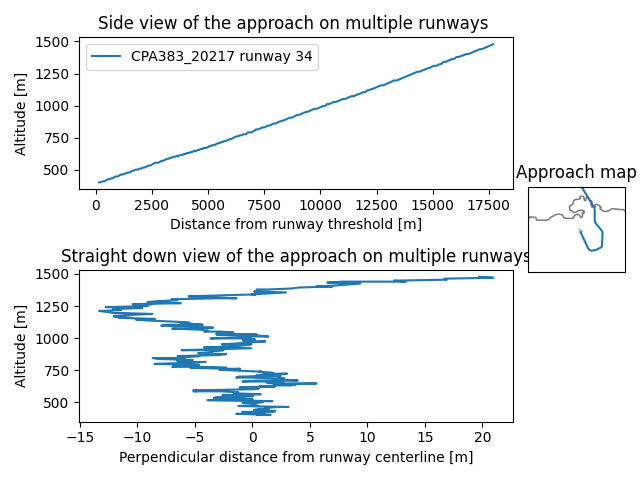 Side view of the approach on multiple runways
1500
1250
1000
750
500
Altitude [m]
CPA383_20217 runway 34
0 2500 5000 7500 10000 12500 15000 17500
Distance from runway threshold [m]
Approach map
Straight down view of the approach on multiple runways
1500
1250
1000
750
500
Altitude [m]
−15 −10 −5 0 5 10 15 20
Perpendicular distance from runway centerline [m]